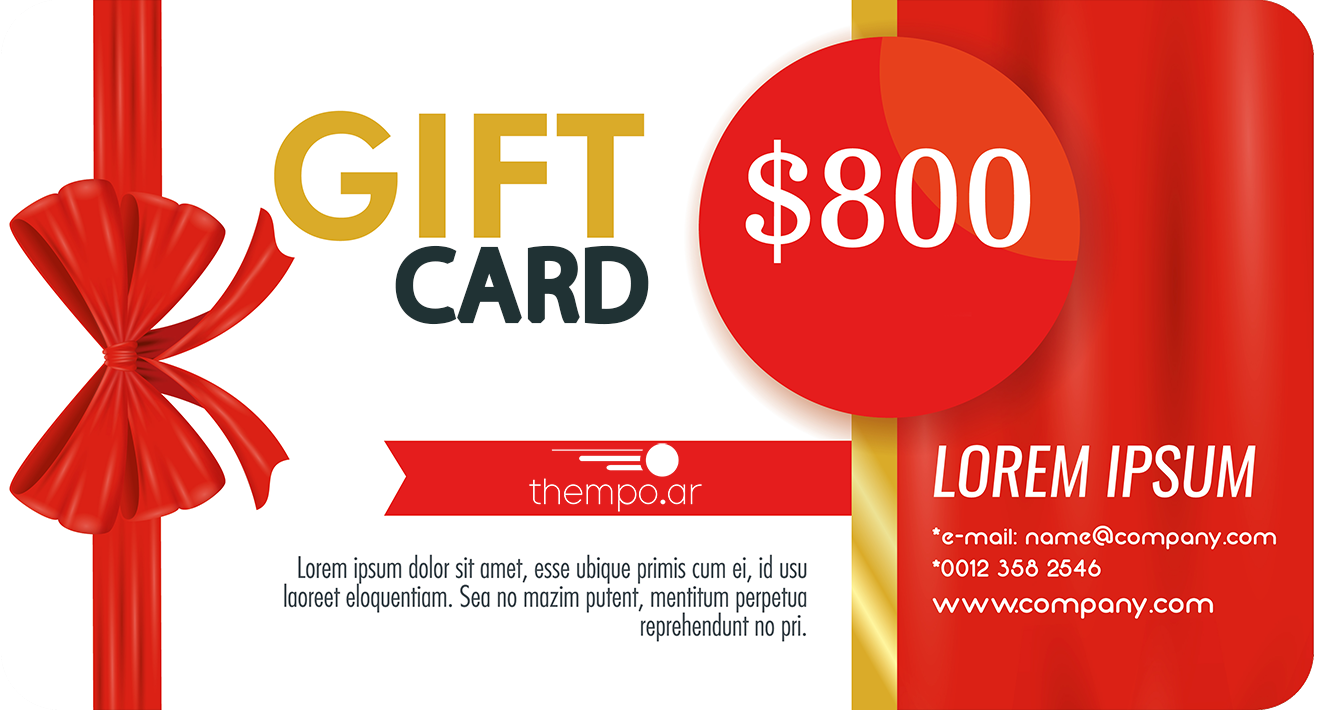 GIFT
CARD
$800
thempo.ar
Lorem ipsum dolor sit amet, esse ubique primis cum ei, id usu
laoreet eloquentiam. Sea no mazim putent, mentitum perpetua
reprehendunt no pri.
LOREM IPSUM
*e-mail: name@company.com
*0012 358 2546
www.company.com